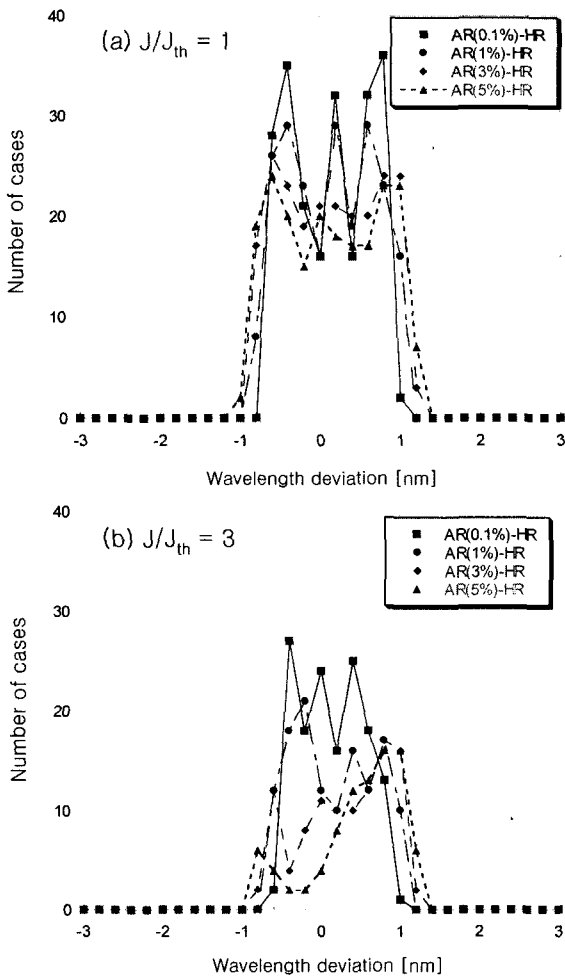 (a) J/Jth = 1
AR(0.1%)-HR
AR(1%)-HR
AR(3%)-HR
AR(5%)-HR
40
30
20
10
0
Number of cases
-3 -2 -1 0 1 2 3
Wavelength deviation [nm]
(b) J/Jth = 3
AR(0.1%)-HR
AR(1%)-HR
AR(3%)-HR
AR(5%)-HR
40
30
20
10
0
Number of cases
-3 -2 -1 0 1 2 3
Wavelength deviation [nm]